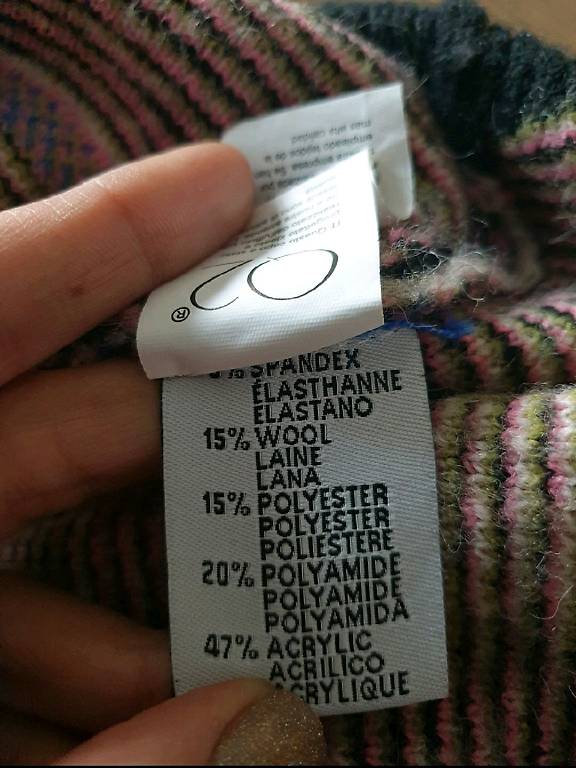 ®
% SPANDEX
ÉLASTHANNE
ELASTANO
15% WOOL
LAINE
LANA
15% POLYESTER
POLYESTER
POLIESTERE
20% POLYAMIDE
POLYAMIDE
POLYAMIDA
47% ACRYLIC
ACRILICO
ACRYLIQUE